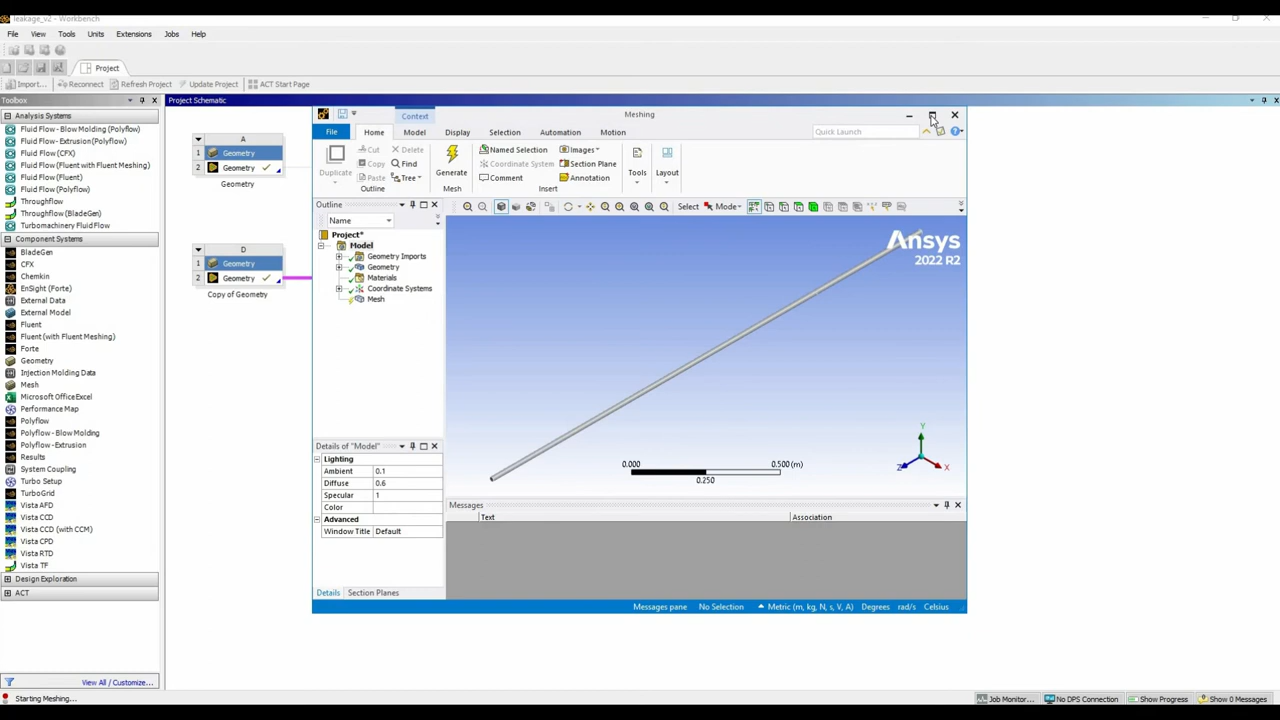 leakage_v2 - Workbench
File View Tools Units Extensions Jobs Help
Project
Import... Reconnect Refresh Project Update Project ACT Start Page
Toolbox
Analysis Systems
Fluid Flow - Blow Molding (Polyflow)
Fluid Flow - Extrusion(Polyflow)
Fluid Flow (CFX)
Fluid Flow (Fluent with Fluent Meshing)
Fluid Flow (Fluent)
Fluid Flow (Polyflow)
Throughflow
Throughflow (BladeGen)
Turbomachinery Fluid Flow
Component Systems
BladeGen
CFX
Chemkin
EnSight (Forte)
External Data
External Model
Fluent
Fluent (with Fluent Meshing)
Forte
Geometry
Injection Molding Data
Mesh
Microsoft Office Excel
Performance Map
Polyflow
Polyflow - Blow Molding
Polyflow - Extrusion
Results
System Coupling
Turbo Setup
TurboGrid
Vista AFD
Vista CCD
Vista CCD (with CCM)
Vista CPD
Vista RTD
Vista TF
Design Exploration
ACT
View All / Customize...
Starting Meshing...
Project Schematic
A
1 Geometry
2 Geometry
Geometry
D
1 Geometry
2 Geometry
Copy of Geometry
Context Meshing
File Home Model Display Selection Automation Motion Quick Launch
Duplicate
Cut Delete
Copy Find
Paste Tree
Outline
Generate
Mesh
Named Selection Images
Coordinate System Section Plane
Comment Annotation
Insert
Tools
Layout
Outline
Name
Select Mode
Project*
Model
Geometry Imports
Geometry
Materials
Coordinate Systems
Mesh
Ansys
2022 R2
Y
Z X
0.000 0.500 (m)
0.250
Details of "Model"
Lighting
Ambient 0.1
Diffuse 0.6
Specular 1
Color
Advanced
Window Title Default
Details Section Planes
Messages
Text Association
Messages pane No Selection Metric (m, kg, N, s, V, A) Degrees rad/s Celsius
Job Monitor... No DPS Connection Show Progress Show 0 Messages